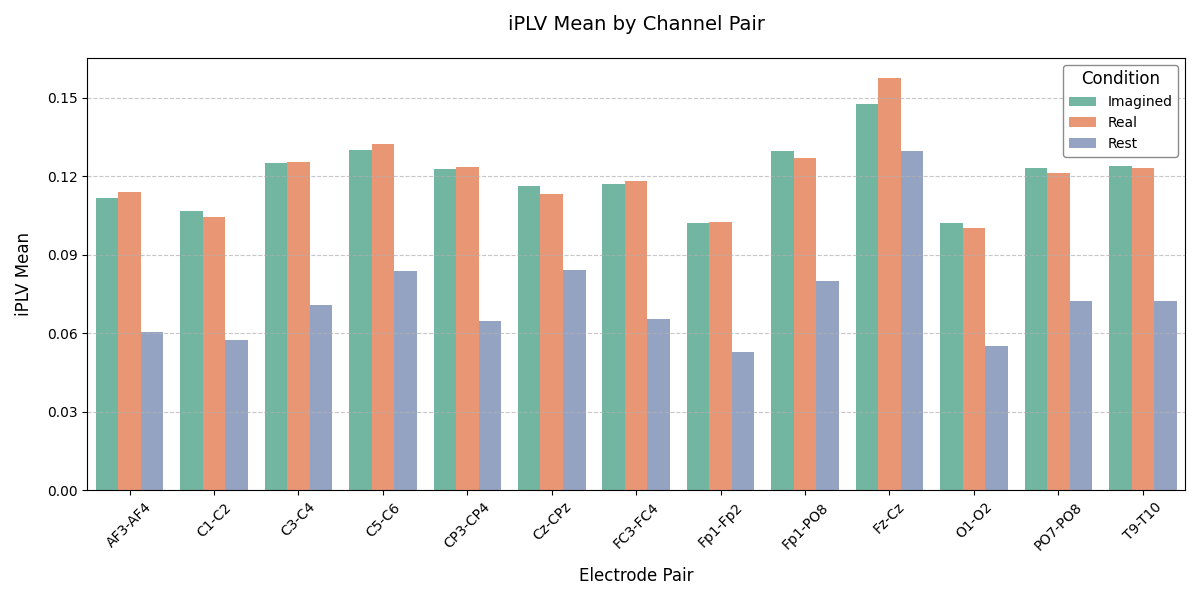 iPLV Mean by Channel Pair
Condition
Imagined
Real
Rest
iPLV Mean
0.15
0.12
0.09
0.06
0.03
0.00
AF3-AF4
C1-C2
C3-C4
C5-C6
CP3-CP4
Cz-CPz
FC3-FC4
Fp1-Fp2
Fp1-PO8
Fz-Cz
O1-O2
PO7-PO8
T9-T10
Electrode Pair